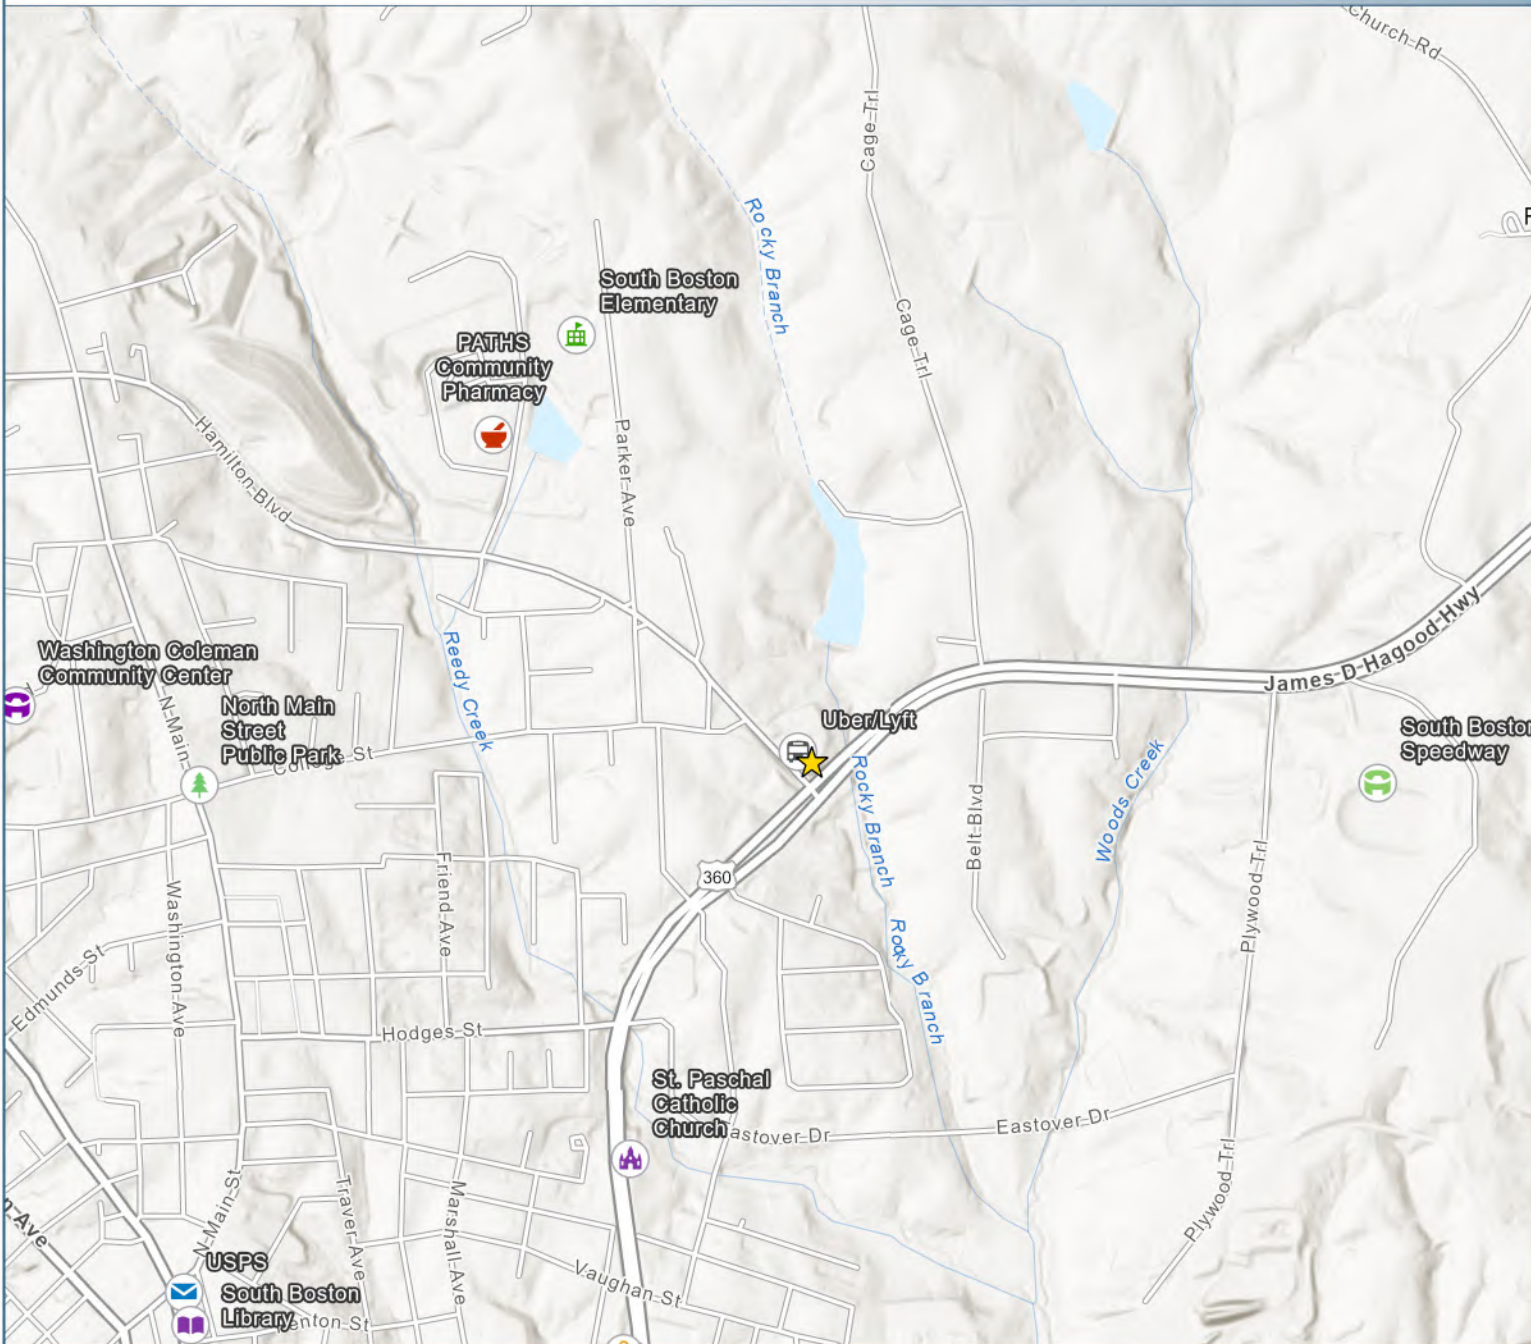 Church Rd
Cage Trl
Rocky Branch
South Boston
Elementary
Cage Trl
PATHS
Community
Pharmacy
Hamilton Blvd
Parker Ave
James D Hagood Hwy
Reedy Creek
Washington Coleman
Community Center
N Main
North Main
Street
Public Park
College St
Uber/Lyft
South Boston
Speedway
Woods Creek
Rocky Branch
Belt Blvd
Plywood Trl
360
Friend Ave
Washington Ave
Edmunds St
Rocky Branch
Hodges St
St. Paschal
Catholic
Church
astover Dr
Eastover Dr
Plywood Trl
N Main St
Traver Ave
Marshall Ave
Ave
USPS
South Boston
Library
Vaughan St
enton St